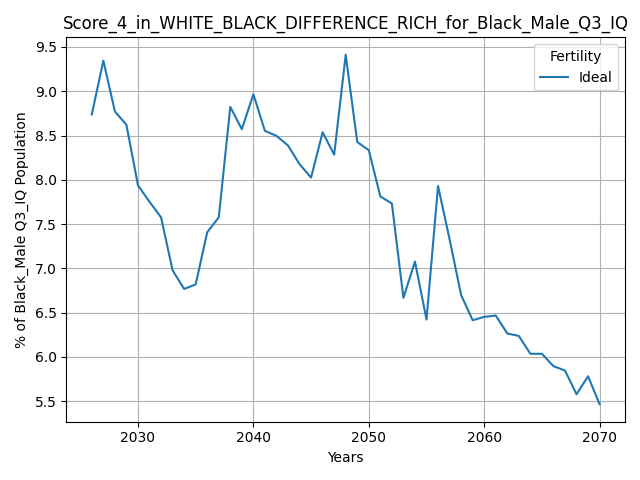 Score_4_in_WHITE_BLACK_DIFFERENCE_RICH_for_Black_Male_Q3_IQ
Fertility
Ideal
9.5
9.0
8.5
8.0
7.5
7.0
6.5
6.0
5.5
% of Black_Male Q3_IQ Population
2030
2040
2050
2060
2070
Years